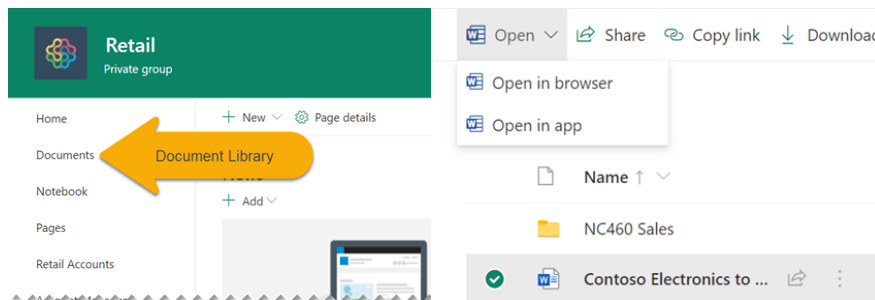 Retail
Private group
Home
Documents
Notebook
Pages
Retail Accounts
Document Library
+ New
Page details
+ Add
Open
Share
Copy link
Open in browser
Open in app
Name ↑
NC460 Sales
Contoso Electronics to ...